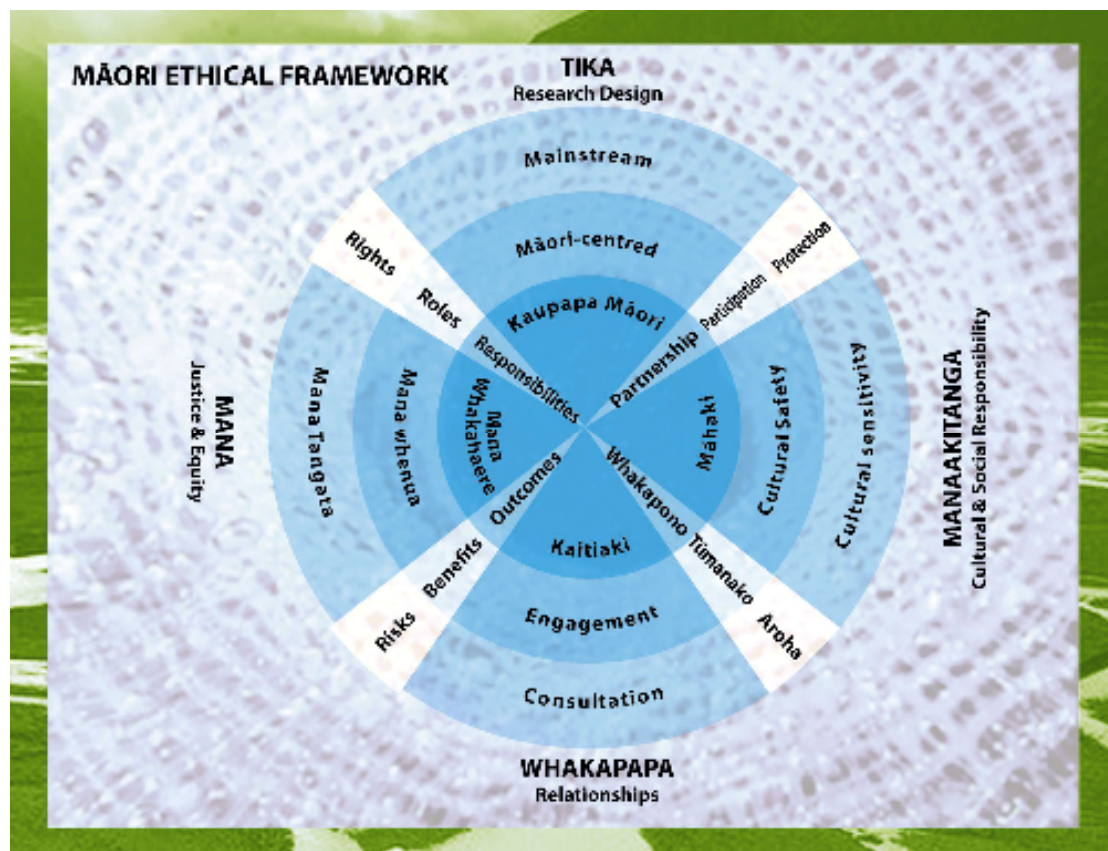 MĀORI ETHICAL FRAMEWORK
TIKA
Research Design
Mainstream
Māori-centred
Kaupapa Māori
Rights
Roles
Responsibilities
Protection
Participation
Partnership
MANA
Justice & Equity
Mana Tangata
Mana whenua
Mana
Whakahaere
Māhaki
Cultural Safety
Cultural sensitivity
MANAAKITANGA
Cultural & Social Responsibility
Outcomes
Benefits
Risks
Whakapono
Tūmanako
Aroha
Kaitiaki
Engagement
Consultation
WHAKAPAPA
Relationships